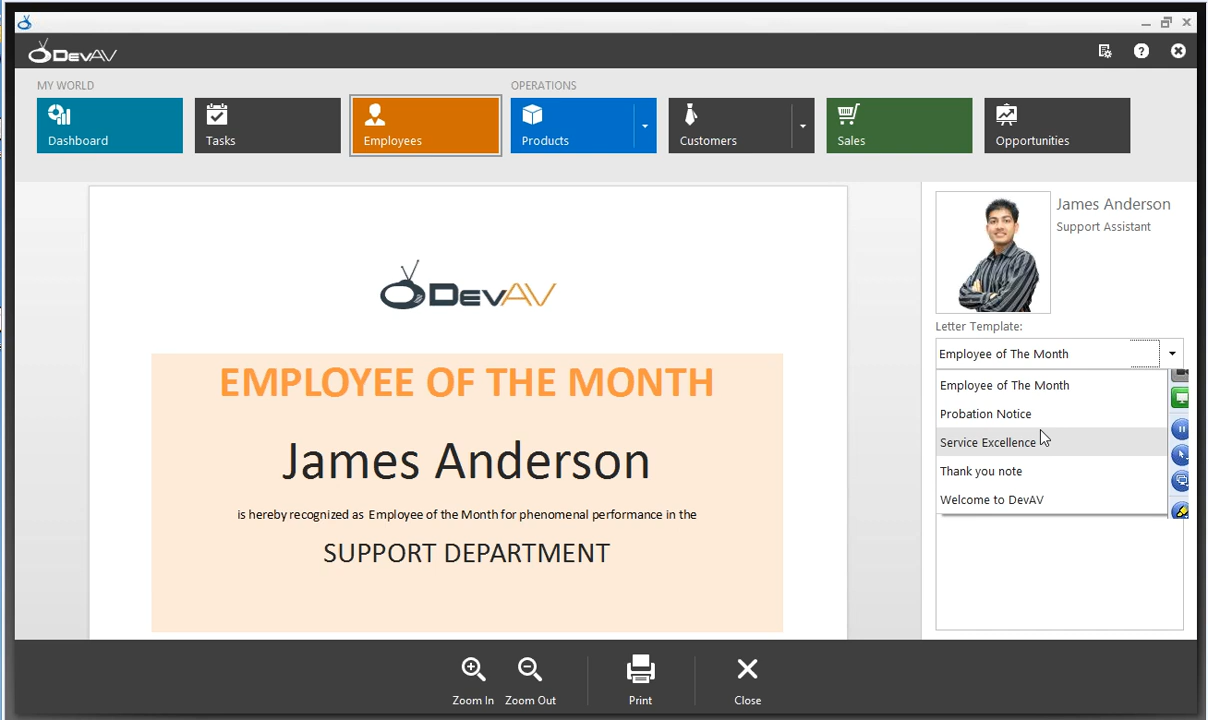 DEVAV
MY WORLD
OPERATIONS
Dashboard
Tasks
Employees
Products
Customers
Sales
Opportunities
DEVAV
EMPLOYEE OF THE MONTH
James Anderson
is hereby recognized as Employee of the Month for phenomenal performance in the
SUPPORT DEPARTMENT
James Anderson
Support Assistant
Letter Template:
Employee of The Month
Employee of The Month
Probation Notice
Service Excellence
Thank you note
Welcome to DevAV
Zoom In
Zoom Out
Print
Close